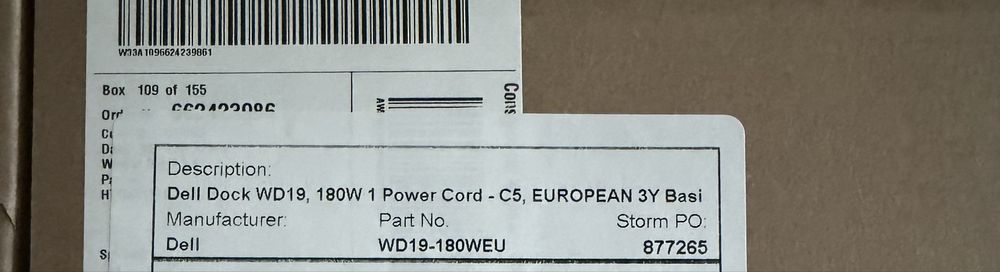 W33A1096624239861
Box 109 of 155
Description:
Dell Dock WD19, 180W 1 Power Cord - C5, EUROPEAN 3Y Basi
Manufacturer: Part No. Storm PO:
Dell WD19-180WEU 877265